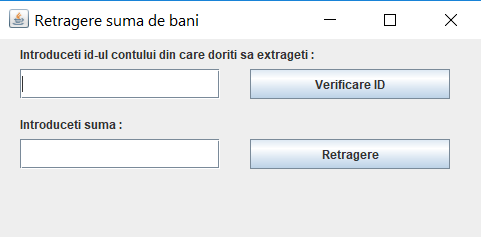 Retragere suma de bani
Introduceti id-ul contului din care doriti sa extrageti :
Verificare ID
Introduceti suma :
Retragere